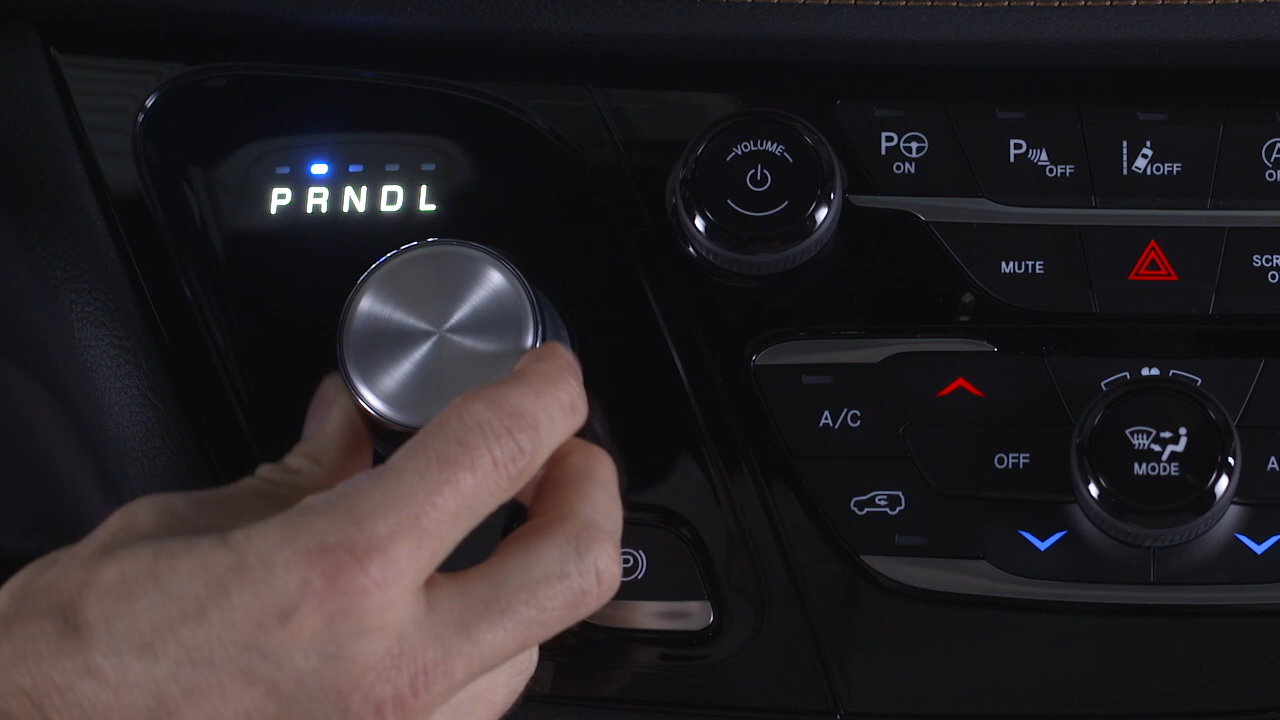 PRNDL
VOLUME
P ON
P OFF
OFF
MUTE
A/C
OFF
MODE
P